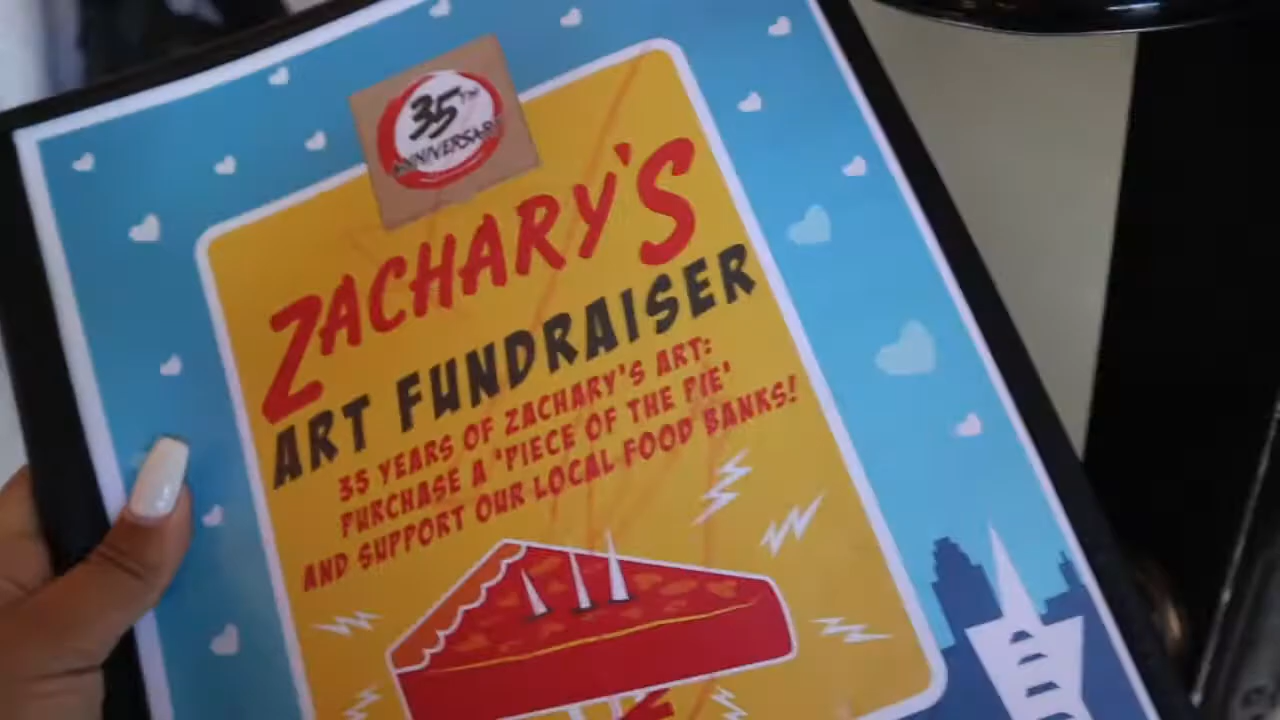 35TH
ANNIVERSARY
ZACHARY'S
ART FUNDRAISER
35 YEARS OF ZACHARY'S ART:
PURCHASE A 'PIECE OF THE PIE'
AND SUPPORT OUR LOCAL FOOD BANKS!